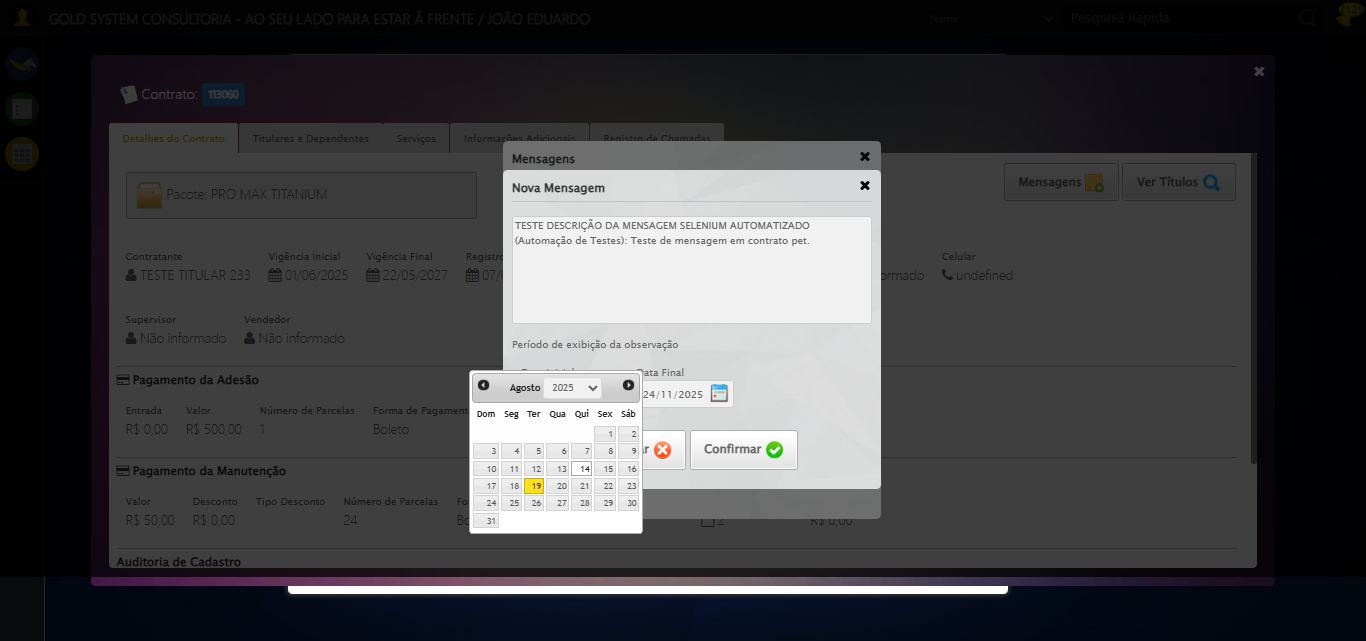 GOLD SYSTEM CONSULTORIA - AO SEU LADO PARA ESTAR À FRENTE / JOÃO EDUARDO
Nome
Pesquisa Rapida
Contrato: 113060
Detalhes do Contrato
Titulares e Dependentes
Serviços
Informações Adicionais
Registro de Chamadas
Mensagens
Nova Mensagem
Pacote: PRO MAX TITANIUM
Mensagens
Ver Títulos
TESTE DESCRIÇÃO DA MENSAGEM SELENIUM AUTOMATIZADO
(Automação de Testes): Teste de mensagem em contrato pet.
Contratante
Vigência Inicial
Vigência Final
Registro
Celular
TESTE TITULAR 233
01/06/2025
22/05/2027
07/
undefined
Supervisor
Vendedor
Não informado
Não informado
Período de exibição da observação
Data Final
24/11/2025
Confirmar
Agosto 2025
Dom Seg Ter Qua Qui Sex Sáb
1 2
3 4 5 6 7 8 9
10 11 12 13 14 15 16
17 18 19 20 21 22 23
24 25 26 27 28 29 30
31
Pagamento da Adesão
Entrada
Valor
Número de Parcelas
Forma de Pagament
R$ 0,00
R$ 500,00
1
Boleto
Pagamento da Manutenção
Valor
Desconto
Tipo Desconto
Número de Parcelas
R$ 50,00
R$ 0,00
24
2
R$ 0,00
Auditoria de Cadastro